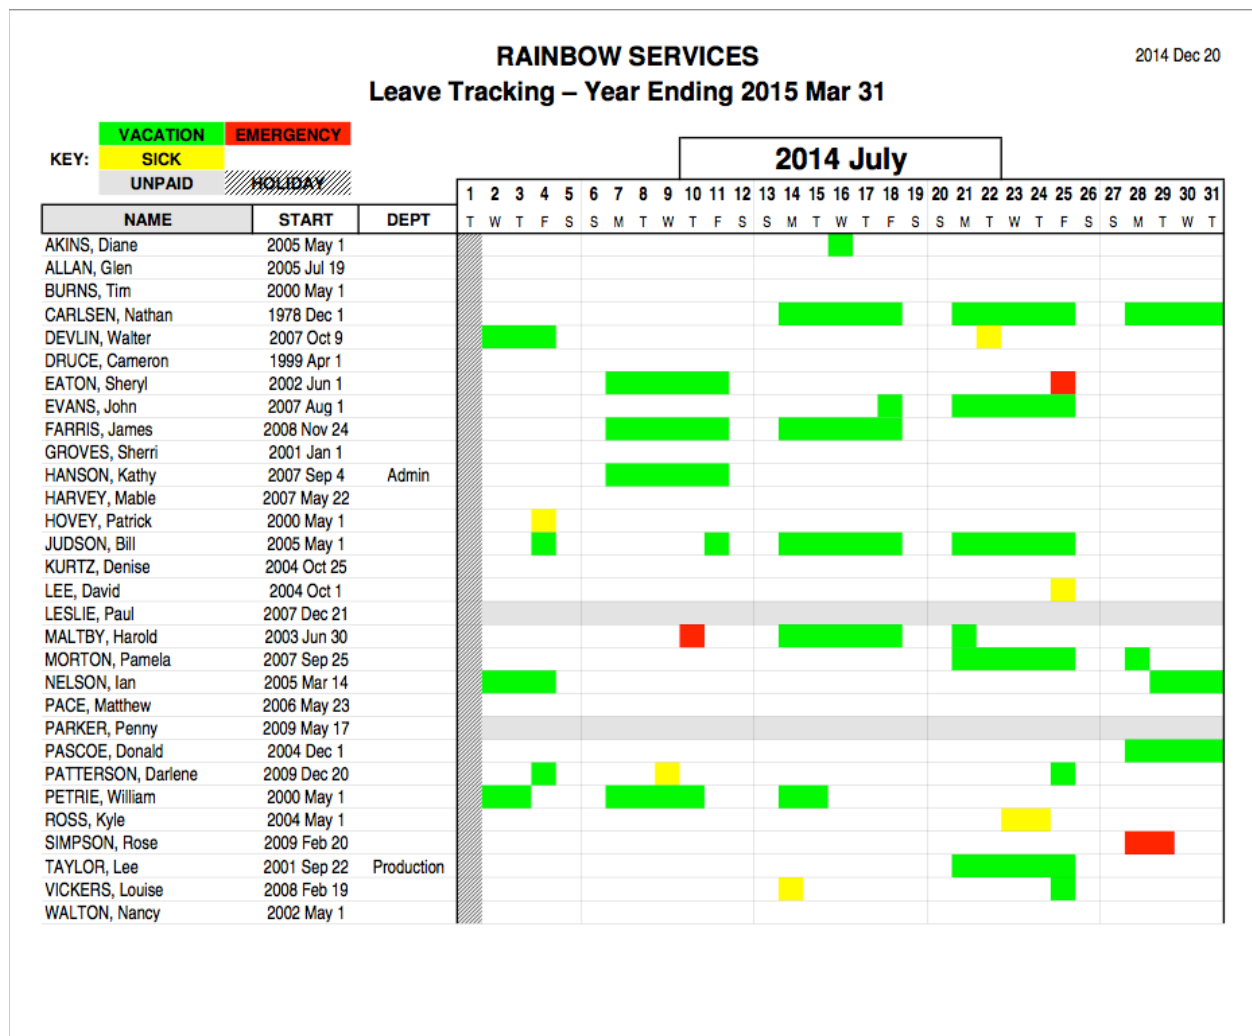 RAINBOW SERVICES
2014 Dec 20
Leave Tracking – Year Ending 2015 Mar 31
VACATION EMERGENCY
KEY: SICK
UNPAID HOLIDAY
2014 July
1 2 3 4 5 6 7 8 9 10 11 12 13 14 15 16 17 18 19 20 21 22 23 24 25 26 27 28 29 30 31
NAME START DEPT T W T F S S M T W T F S S M T W T F S S M T W T F S S M T W T
AKINS, Diane 2005 May 1
ALLAN, Glen 2005 Jul 19
BURNS, Tim 2000 May 1
CARLSEN, Nathan 1978 Dec 1
DEVLIN, Walter 2007 Oct 9
DRUCE, Cameron 1999 Apr 1
EATON, Sheryl 2002 Jun 1
EVANS, John 2007 Aug 1
FARRIS, James 2008 Nov 24
GROVES, Sherri 2001 Jan 1
HANSON, Kathy 2007 Sep 4 Admin
HARVEY, Mable 2007 May 22
HOVEY, Patrick 2000 May 1
JUDSON, Bill 2005 May 1
KURTZ, Denise 2004 Oct 25
LEE, David 2004 Oct 1
LESLIE, Paul 2007 Dec 21
MALTBY, Harold 2003 Jun 30
MORTON, Pamela 2007 Sep 25
NELSON, Ian 2005 Mar 14
PACE, Matthew 2006 May 23
PARKER, Penny 2009 May 17
PASCOE, Donald 2004 Dec 1
PATTERSON, Darlene 2009 Dec 20
PETRIE, William 2000 May 1
ROSS, Kyle 2004 May 1
SIMPSON, Rose 2009 Feb 20
TAYLOR, Lee 2001 Sep 22 Production
VICKERS, Louise 2008 Feb 19
WALTON, Nancy 2002 May 1